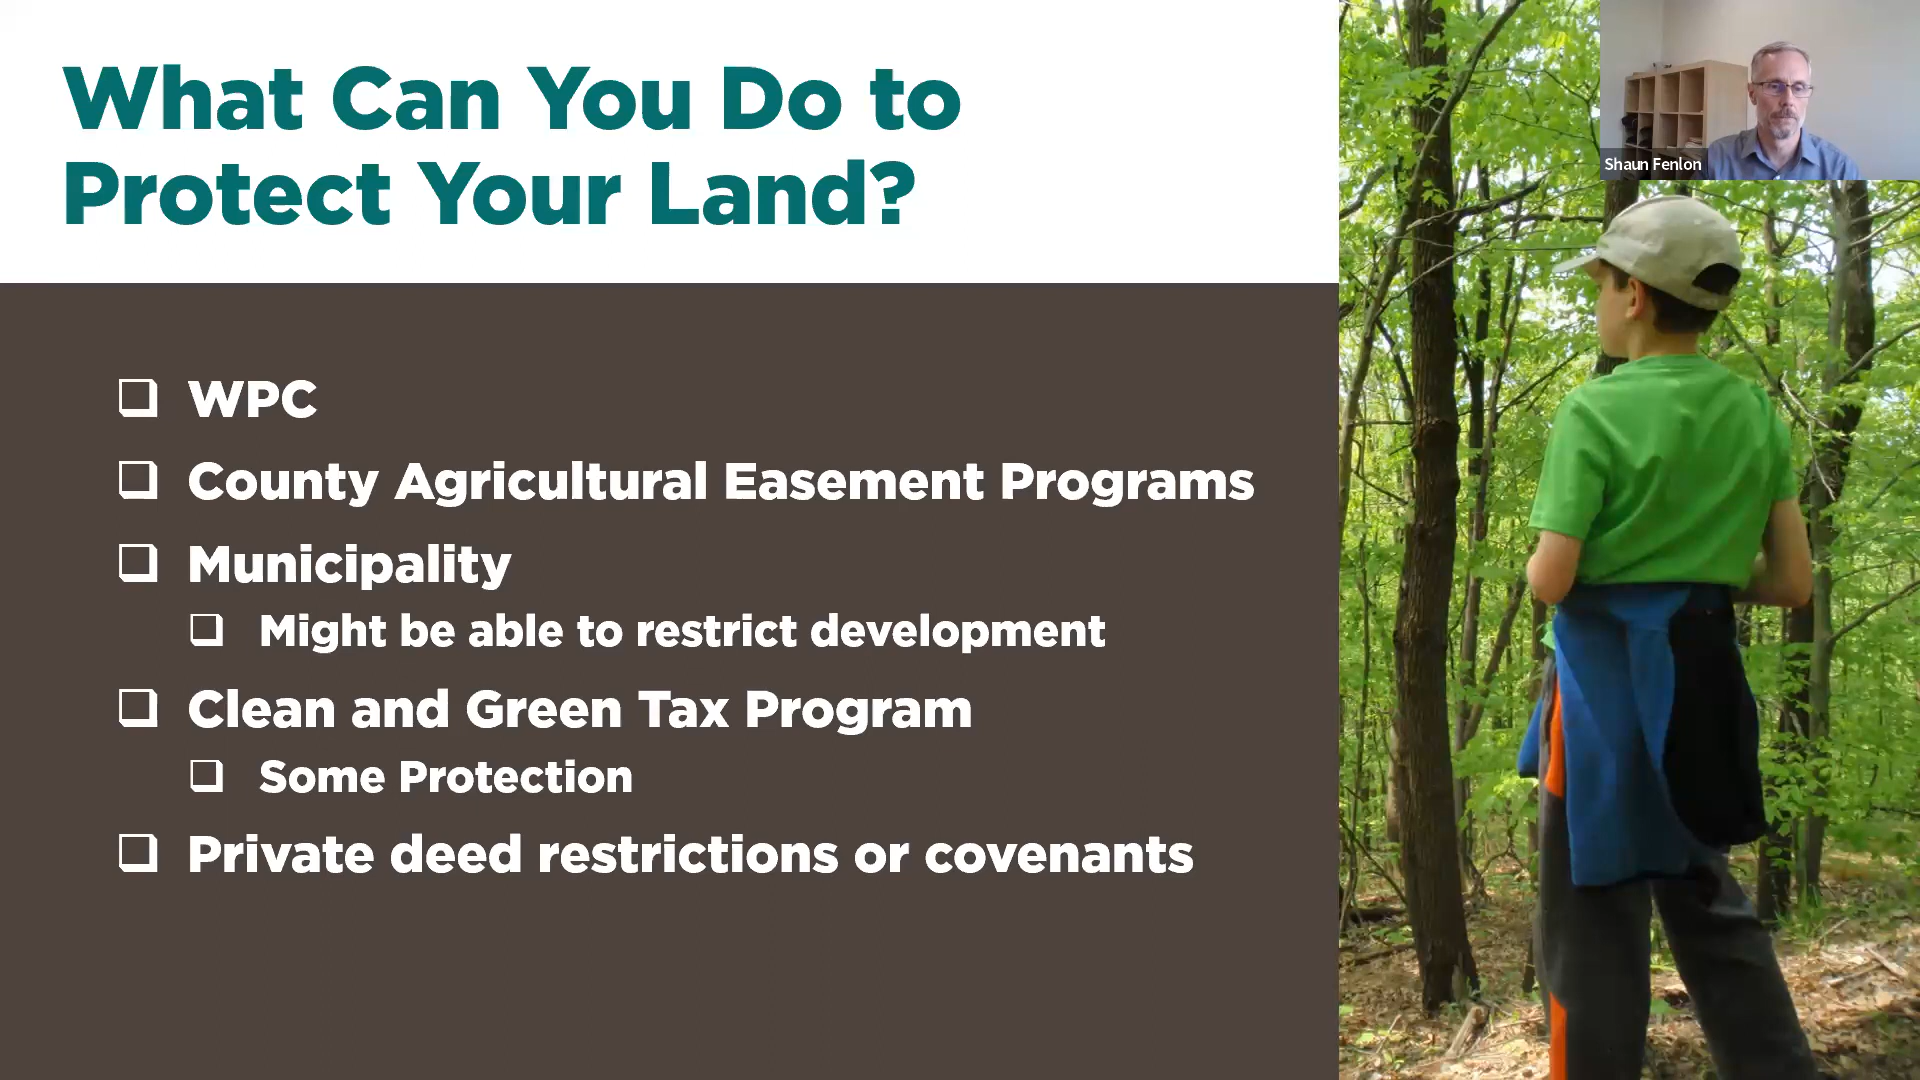 What Can You Do to
Protect Your Land?
Shaun Fenlon
WPC
County Agricultural Easement Programs
Municipality
Might be able to restrict development
Clean and Green Tax Program
Some Protection
Private deed restrictions or covenants